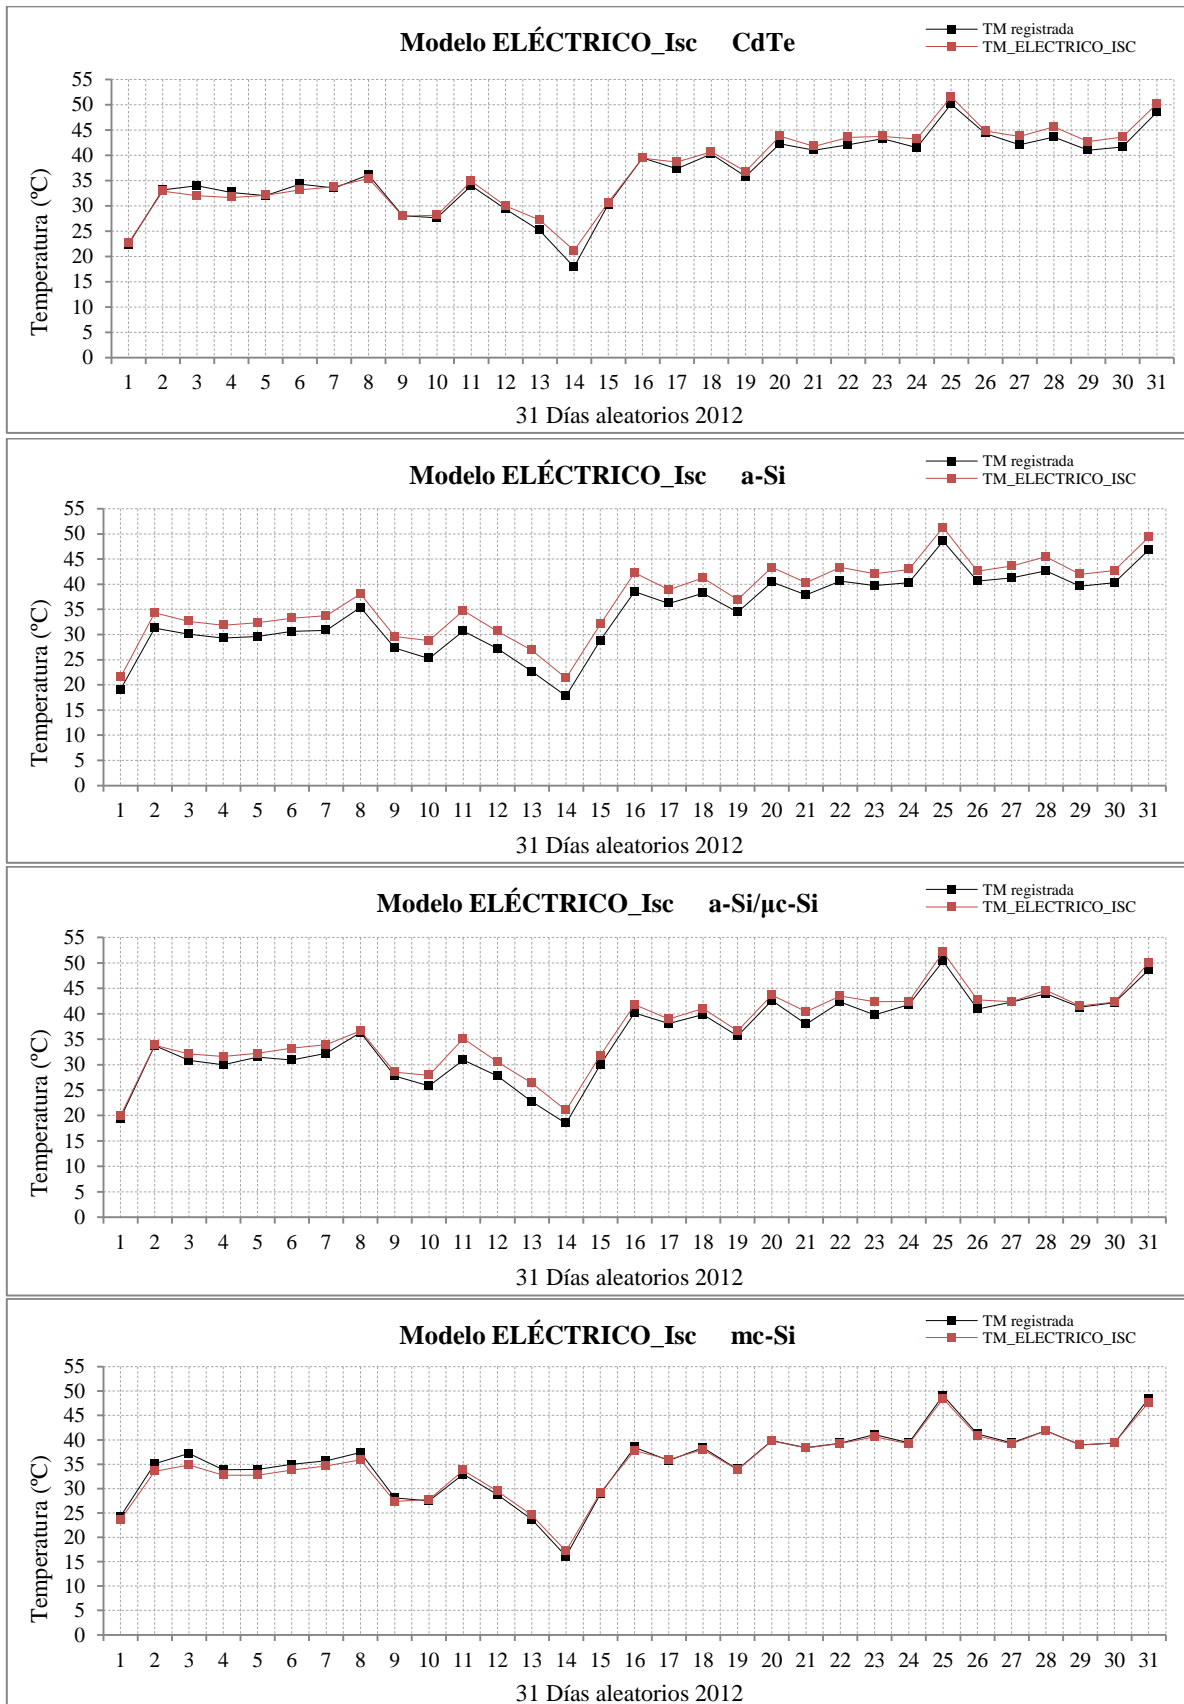 Modelo ELÉCTRICO_Isc CdTe
TM registrada
TM_ELECTRICO_ISC
Temperatura (ºC)
55
50
45
40
35
30
25
20
15
10
5
0
1 2 3 4 5 6 7 8 9 10 11 12 13 14 15 16 17 18 19 20 21 22 23 24 25 26 27 28 29 30 31
31 Días aleatorios 2012
Modelo ELÉCTRICO_Isc a-Si
TM registrada
TM_ELECTRICO_ISC
Temperatura (ºC)
55
50
45
40
35
30
25
20
15
10
5
0
1 2 3 4 5 6 7 8 9 10 11 12 13 14 15 16 17 18 19 20 21 22 23 24 25 26 27 28 29 30 31
31 Días aleatorios 2012
Modelo ELÉCTRICO_Isc a-Si/µc-Si
TM registrada
TM_ELECTRICO_ISC
Temperatura (ºC)
55
50
45
40
35
30
25
20
15
10
5
0
1 2 3 4 5 6 7 8 9 10 11 12 13 14 15 16 17 18 19 20 21 22 23 24 25 26 27 28 29 30 31
31 Días aleatorios 2012
Modelo ELÉCTRICO_Isc mc-Si
TM registrada
TM_ELECTRICO_ISC
Temperatura (ºC)
55
50
45
40
35
30
25
20
15
10
5
0
1 2 3 4 5 6 7 8 9 10 11 12 13 14 15 16 17 18 19 20 21 22 23 24 25 26 27 28 29 30 31
31 Días aleatorios 2012